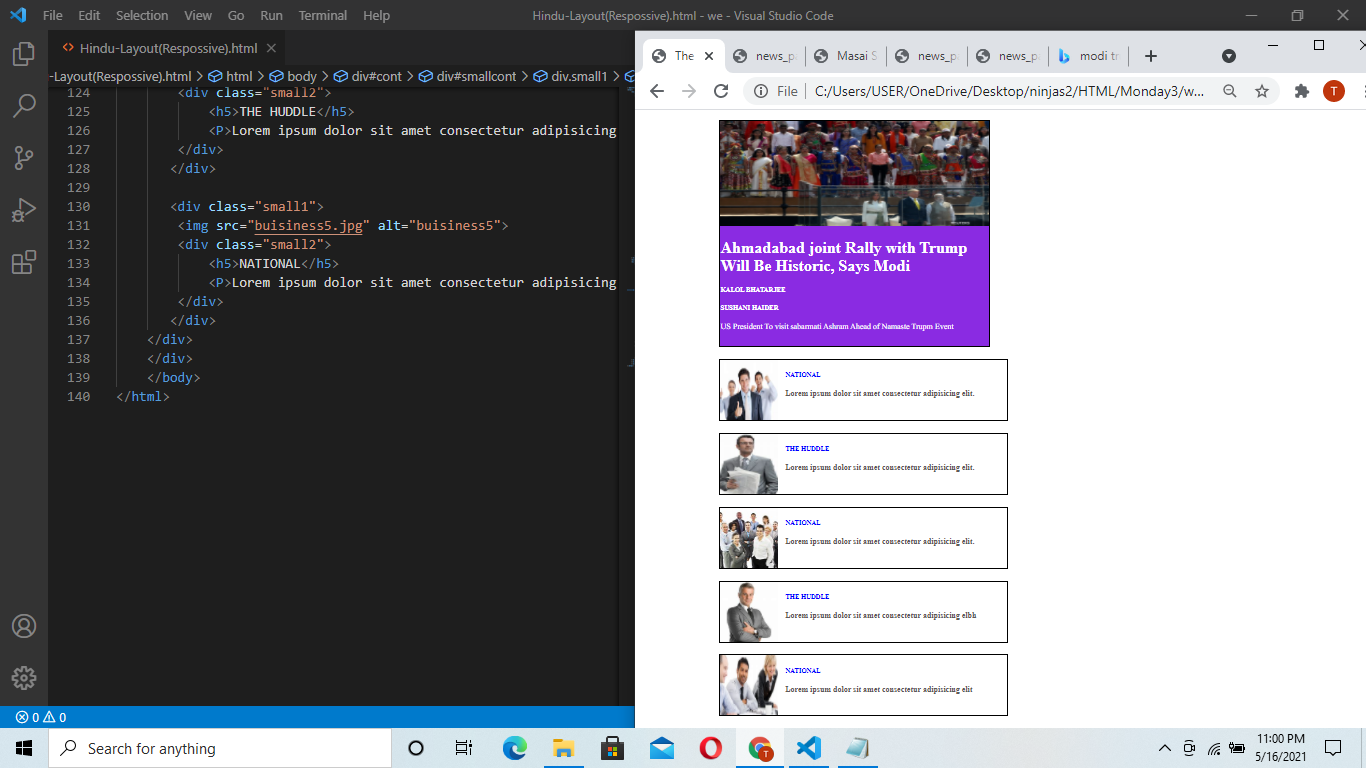 File Edit Selection View Go Run Terminal Help
Hindu-Layout(Respossive).html - we - Visual Studio Code
Hindu-Layout(Respossive).html
-Layout(Respossive).html > html > body > div#cont > div#smallcont > div.small1 >
124 <div class="small2">
125 <h5>THE HUDDLE</h5>
126 <P>Lorem ipsum dolor sit amet consectetur adipisicing
127 </div>
128 </div>
129
130 <div class="small1">
131 <img src="buisiness5.jpg" alt="buisiness5">
132 <div class="small2">
133 <h5>NATIONAL</h5>
134 <P>Lorem ipsum dolor sit amet consectetur adipisicing
135 </div>
136 </div>
137 </div>
138 </div>
139 </body>
140 </html>
0 0
The
news_p
Masai S
news_p
news_p
modi tr
File | C:/Users/USER/OneDrive/Desktop/ninjas2/HTML/Monday3/w...
T
Ahmadabad joint Rally with Trump
Will Be Historic, Says Modi
KALOL BHATARJEE
SUSHANI HAIDER
US President To visit sabarmati Ashram Ahead of Namaste Trupm Event
NATIONAL
Lorem ipsum dolor sit amet consectetur adipisicing elit.
THE HUDDLE
Lorem ipsum dolor sit amet consectetur adipisicing elit.
NATIONAL
Lorem ipsum dolor sit amet consectetur adipisicing elit.
THE HUDDLE
Lorem ipsum dolor sit amet consectetur adipisicing elbh
NATIONAL
Lorem ipsum dolor sit amet consectetur adipisicing elit
Search for anything
T
11:00 PM
5/16/2021